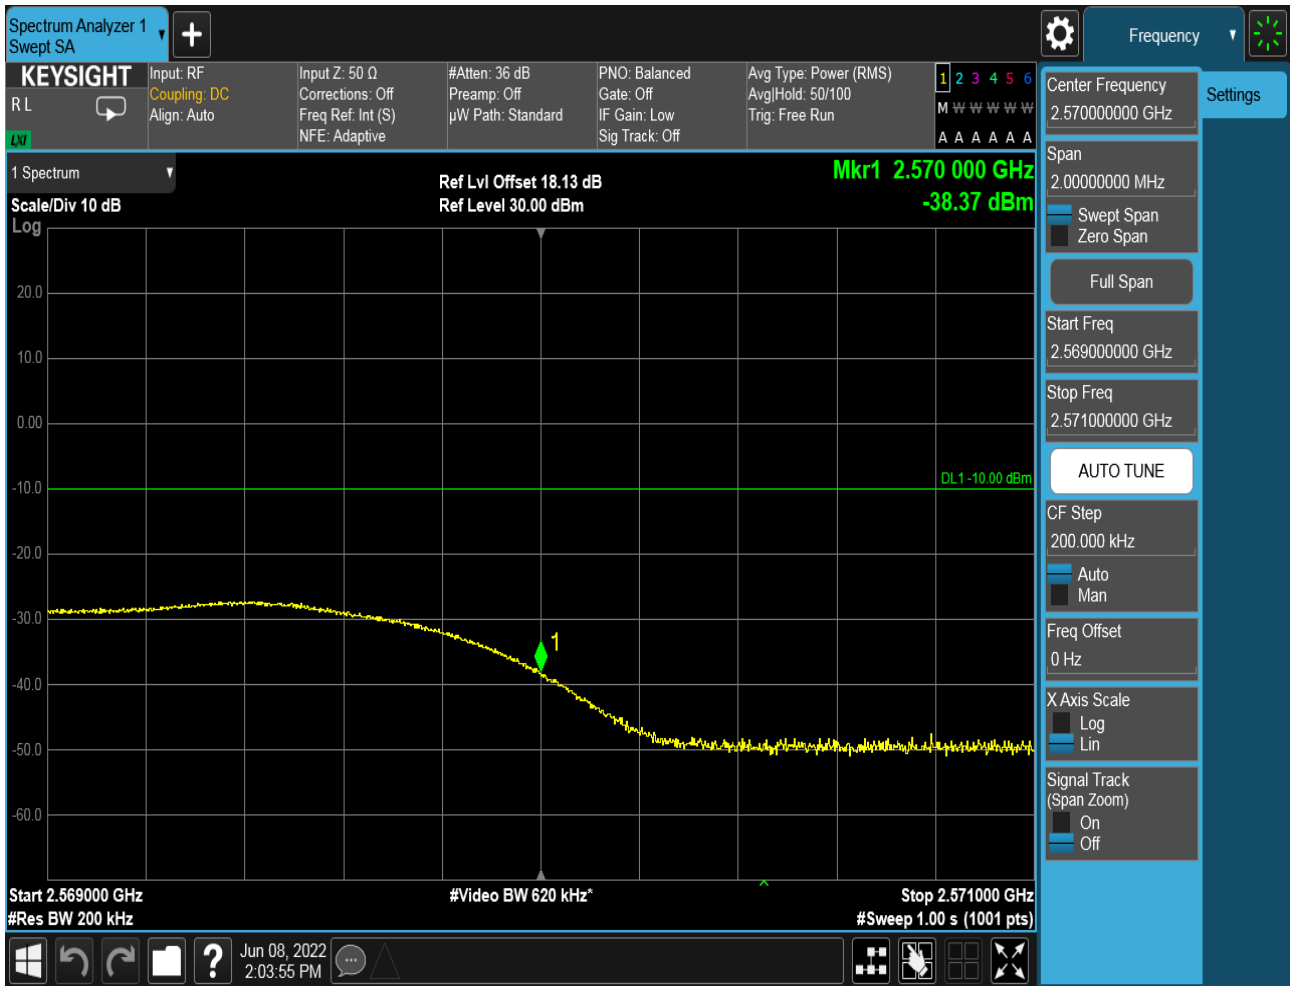 Spectrum Analyzer 1
Swept SA
Frequency
KEYSIGHT
R L
LXI
Input: RF
Coupling: DC
Align: Auto
Input Z: 50 Ω
Corrections: Off
Freq Ref: Int (S)
NFE: Adaptive
#Atten: 36 dB
Preamp: Off
µW Path: Standard
PNO: Balanced
Gate: Off
IF Gain: Low
Sig Track: Off
Avg Type: Power (RMS)
Avg|Hold: 50/100
Trig: Free Run
1 2 3 4 5 6
M W W W W W
A A A A A A
1 Spectrum
Scale/Div 10 dB
Log
Ref Lvl Offset 18.13 dB
Ref Level 30.00 dBm
Mkr1 2.570 000 GHz
-38.37 dBm
20.0
10.0
0.00
-10.0
-20.0
-30.0
-40.0
-50.0
-60.0
DL1 -10.00 dBm
1
Start 2.569000 GHz
#Res BW 200 kHz
#Video BW 620 kHz*
Stop 2.571000 GHz
#Sweep 1.00 s (1001 pts)
Jun 08, 2022
2:03:55 PM
Center Frequency
2.570000000 GHz
Settings
Span
2.00000000 MHz
Swept Span
Zero Span
Full Span
Start Freq
2.569000000 GHz
Stop Freq
2.571000000 GHz
AUTO TUNE
CF Step
200.000 kHz
Auto
Man
Freq Offset
0 Hz
X Axis Scale
Log
Lin
Signal Track
(Span Zoom)
On
Off